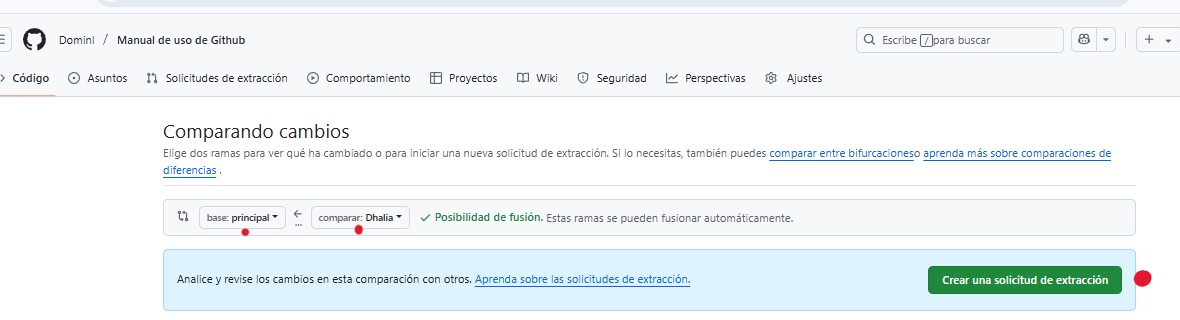 Domini / Manual de uso de Github
Escribe / para buscar
Código Asuntos Solicitudes de extracción Comportamiento Proyectos Wiki Seguridad Perspectivas Ajustes
Comparando cambios
Elige dos ramas para ver qué ha cambiado o para iniciar una nueva solicitud de extracción. Si lo necesitas, también puedes comparar entre bifurcacioneso aprenda más sobre comparaciones de
diferencias .
base: principal ... comparar: Dhalia Posibilidad de fusión. Estas ramas se pueden fusionar automáticamente.
Analice y revise los cambios en esta comparación con otros. Aprenda sobre las solicitudes de extracción.
Crear una solicitud de extracción